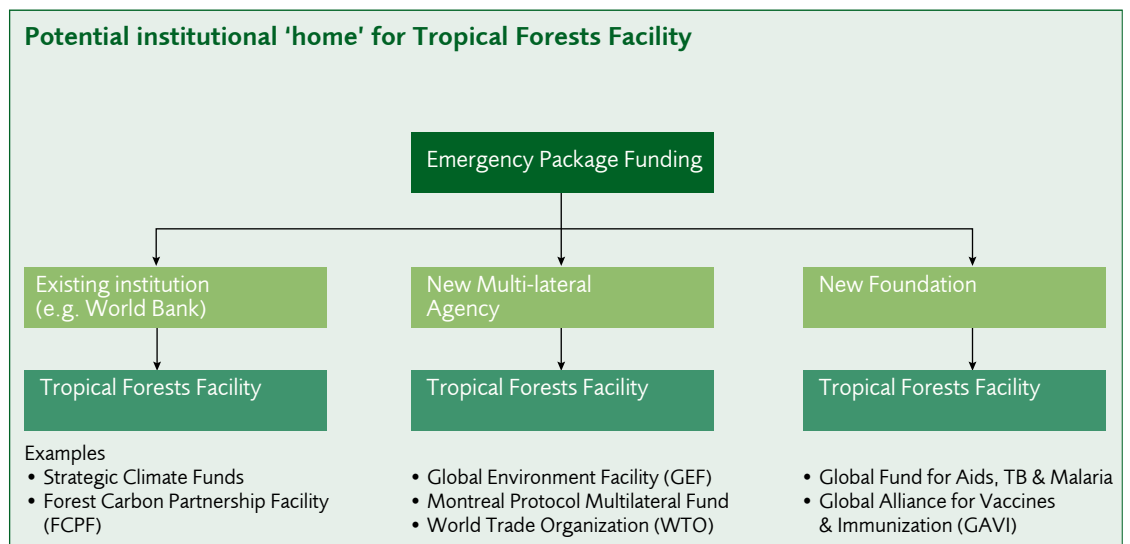 Potential institutional ‘home’ for Tropical Forests Facility
Emergency Package Funding
Existing institution
(e.g. World Bank)
New Multi-lateral
Agency
New Foundation
Tropical Forests Facility
Tropical Forests Facility
Tropical Forests Facility
Examples
• Strategic Climate Funds
• Forest Carbon Partnership Facility
(FCPF)
• Global Environment Facility (GEF)
• Montreal Protocol Multilateral Fund
• World Trade Organization (WTO)
• Global Fund for Aids, TB & Malaria
• Global Alliance for Vaccines
& Immunization (GAVI)